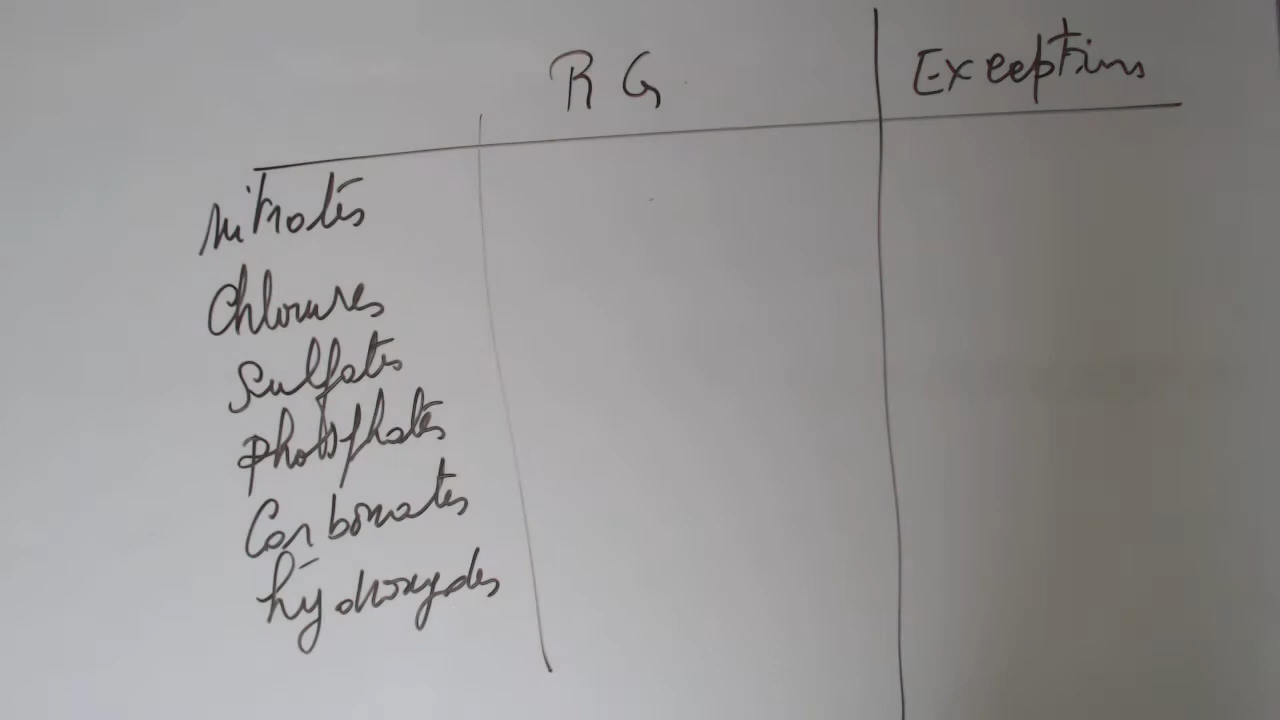 R G Exceptions
Nitrates
Chlorures
Sulfates
phosphates
Carbonates
hydroxydes